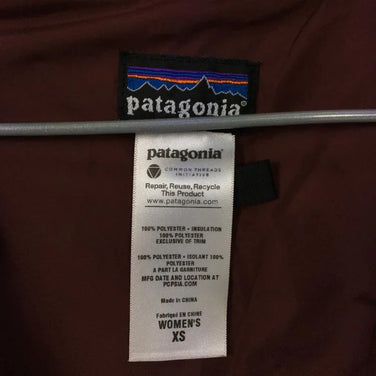 patagonia®
patagonia®
COMMON THREADS
INITIATIVE
Repair, Reuse, Recycle
This Product
www.patagonia.com
100% POLYESTER • INSULATION
100% POLYESTER
EXCLUSIVE OF TRIM
100% POLYESTER • ISOLANT 100%
POLYESTER
A PART LA GARNITURE
MFG DATE AND LOCATION AT
PCPSIA.COM
Made in CHINA
Fabriqué EN CHINE
WOMEN'S
XS